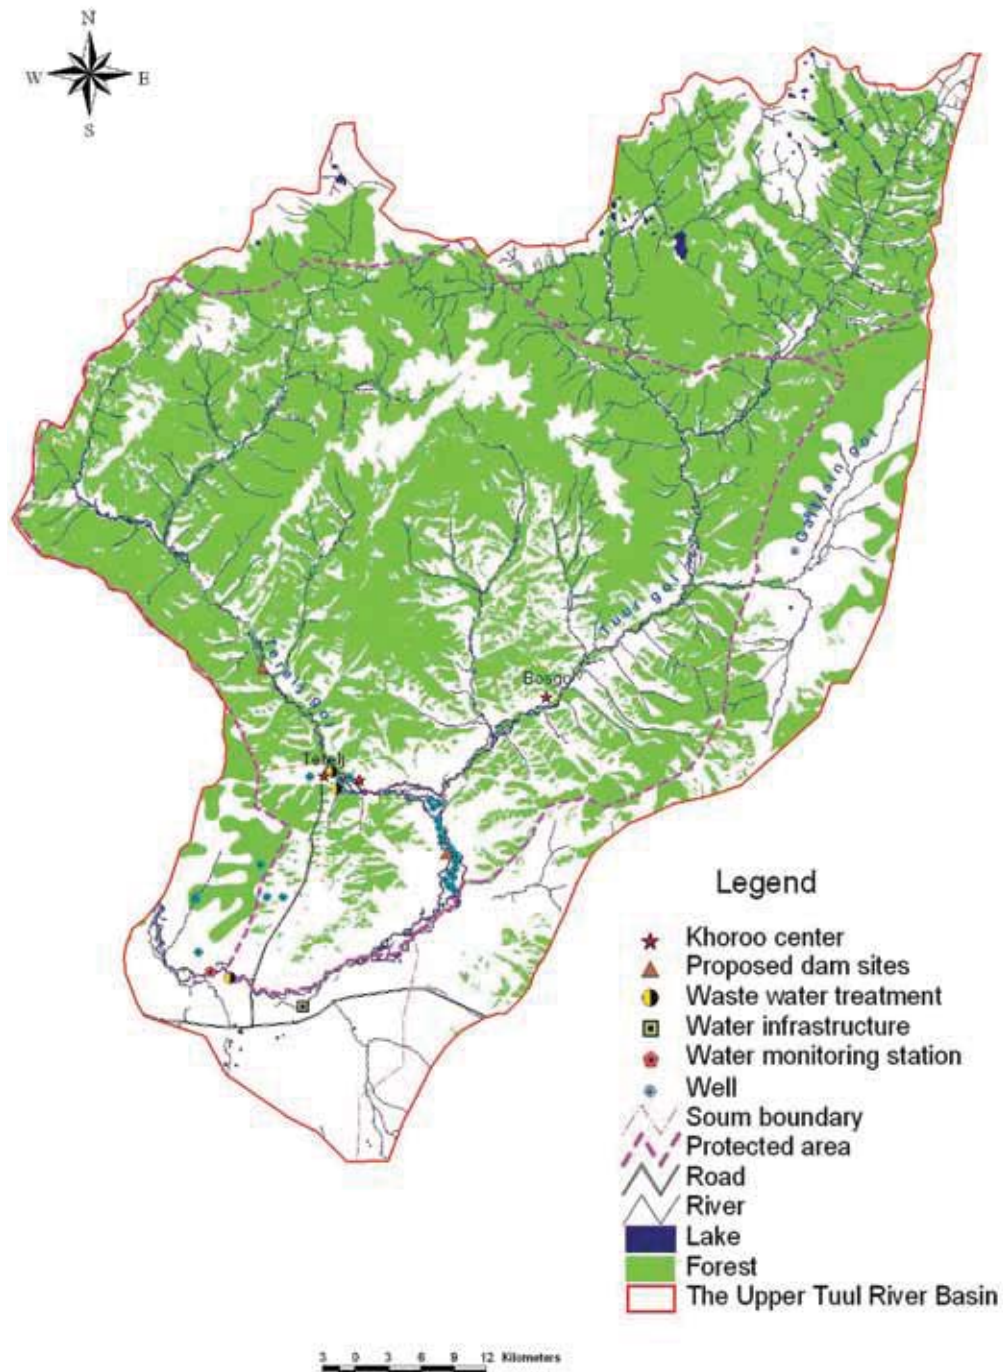 N
W E
S
Terelj gol
Tuul gol
Bosgo
Terelj
Legend
Khoroo center
Proposed dam sites
Waste water treatment
Water infrastructure
Water monitoring station
Well
Soum boundary
Protected area
Road
River
Lake
Forest
The Upper Tuul River Basin
3 0 3 6 9 12 Kilometers